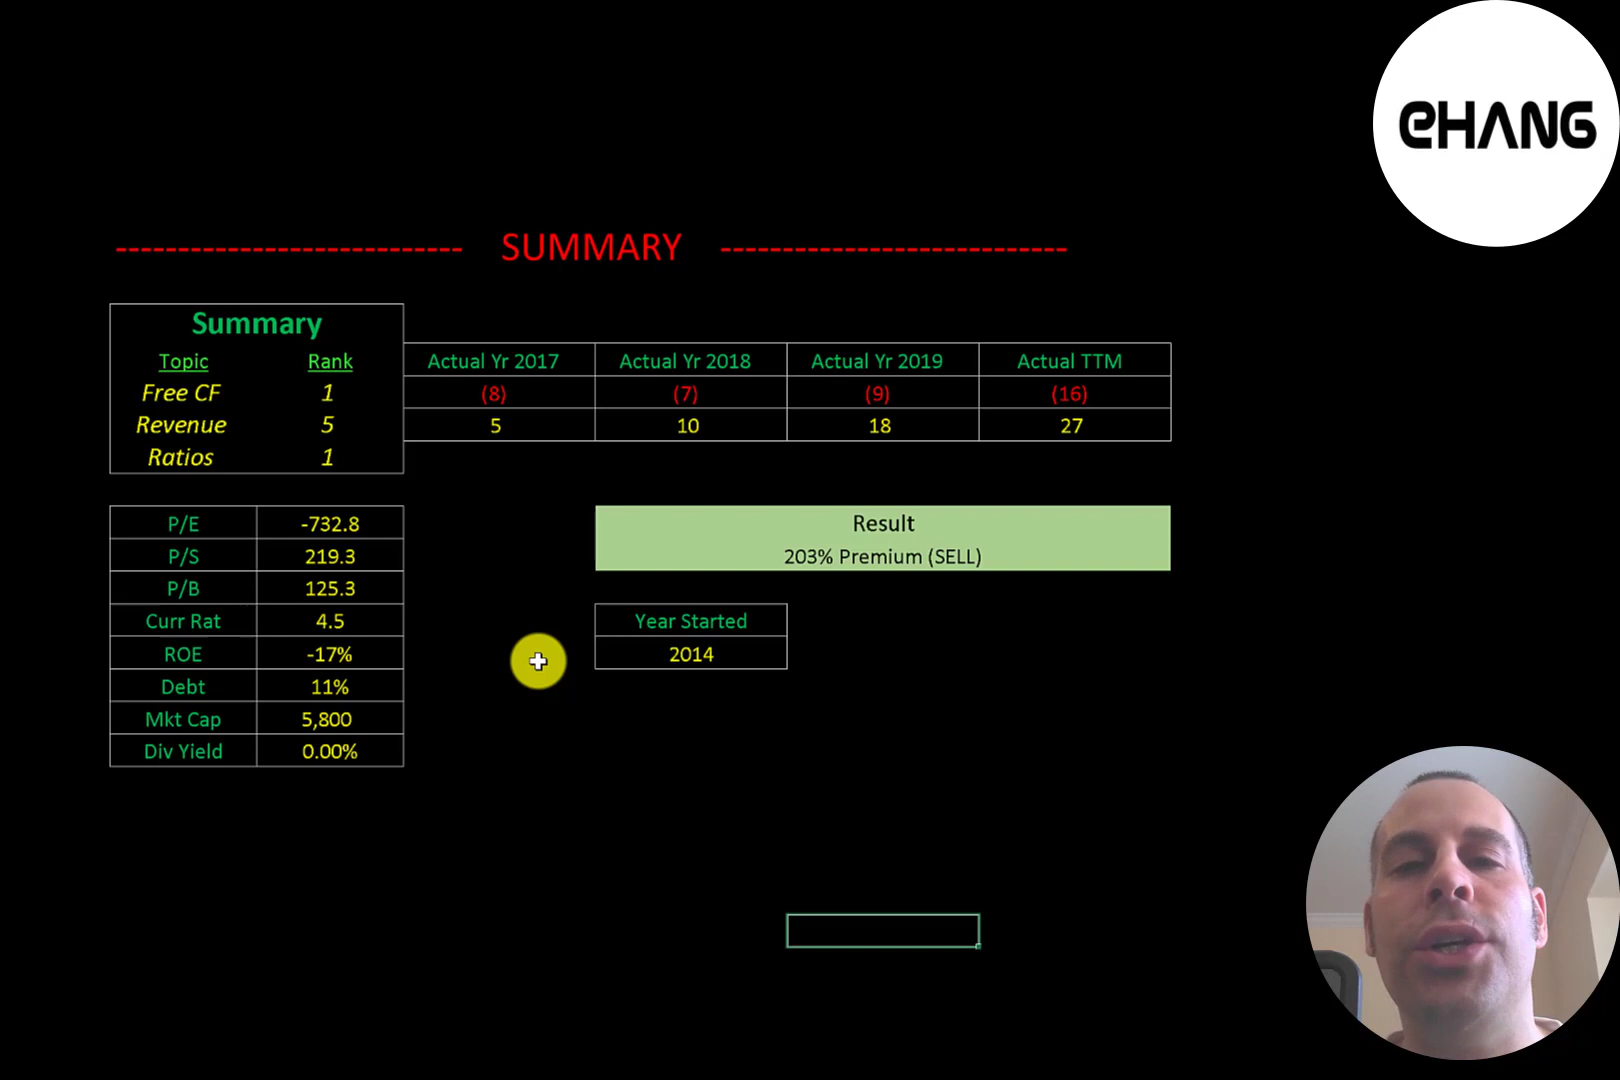 eHANG
--------------------------- SUMMARY ---------------------------
Summary
Topic Rank Actual Yr 2017 Actual Yr 2018 Actual Yr 2019 Actual TTM
Free CF 1 (8) (7) (9) (16)
Revenue 5 5 10 18 27
Ratios 1
P/E -732.8 Result
P/S 219.3 203% Premium (SELL)
P/B 125.3
Curr Rat 4.5 Year Started
ROE -17% 2014
Debt 11%
Mkt Cap 5,800
Div Yield 0.00%